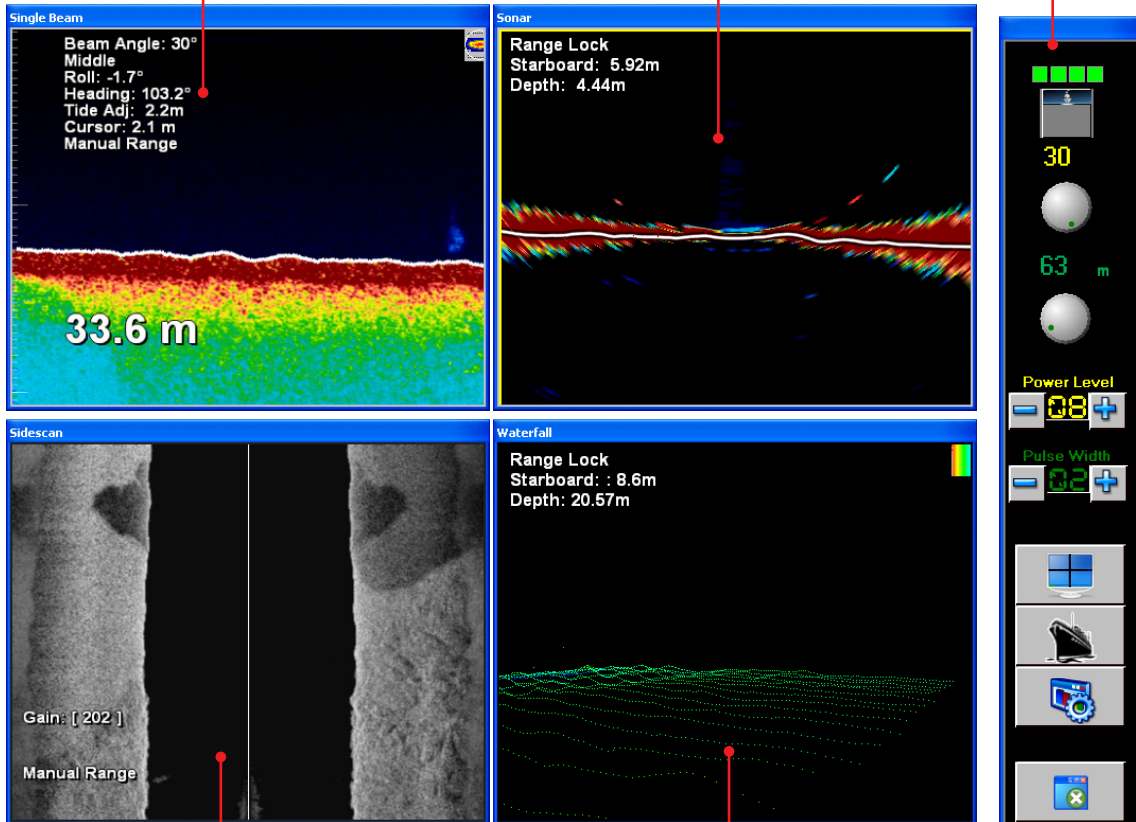 Single Beam
Beam Angle: 30°
Middle
Roll: -1.7°
Heading: 103.2°
Tide Adj: 2.2m
Cursor: 2.1 m
Manual Range
33.6 m
Sonar
Range Lock
Starboard: 5.92m
Depth: 4.44m
Sidescan
Gain: [ 202 ]
Manual Range
Waterfall
Range Lock
Starboard: : 8.6m
Depth: 20.57m
30
63 m
Power Level
08
Pulse Width
02